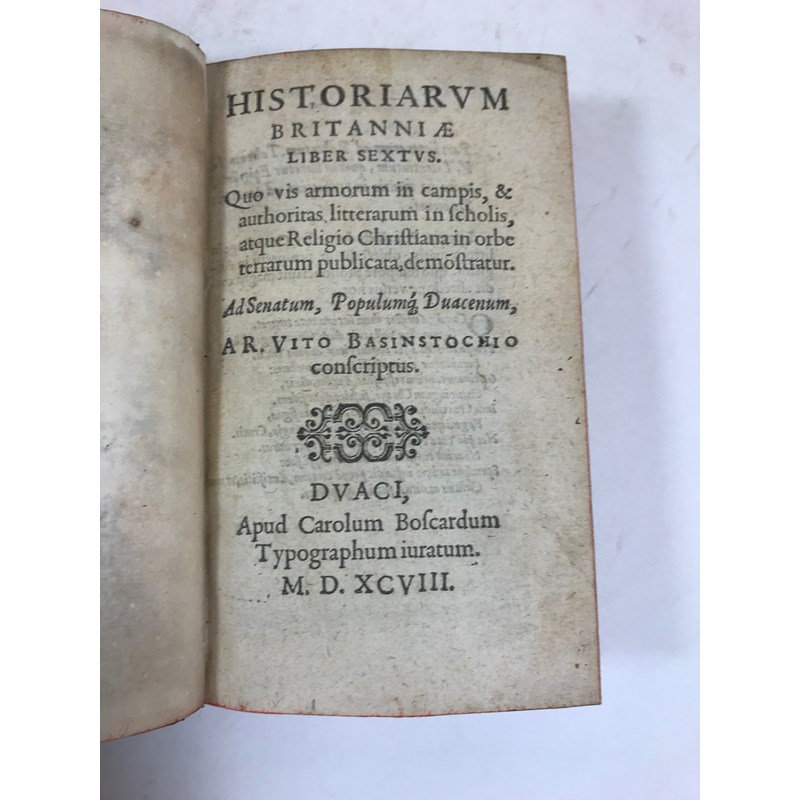 HISTORIARVM
BRITANNIÆ
LIBER SEXTVS.
Quo vis armorum in campis, &
authoritas litterarum in ſcholis,
atque Religio Chriſtiana in orbe
terrarum publicata, demõſtratur.
Ad Senatum, Populumq́; Duacenum,
A R. VITO BASINSTOCHIO
conſcriptus.
DVACI,
Apud Carolum Boſcardum
Typographum iuratum.
M. D. XCVIII.